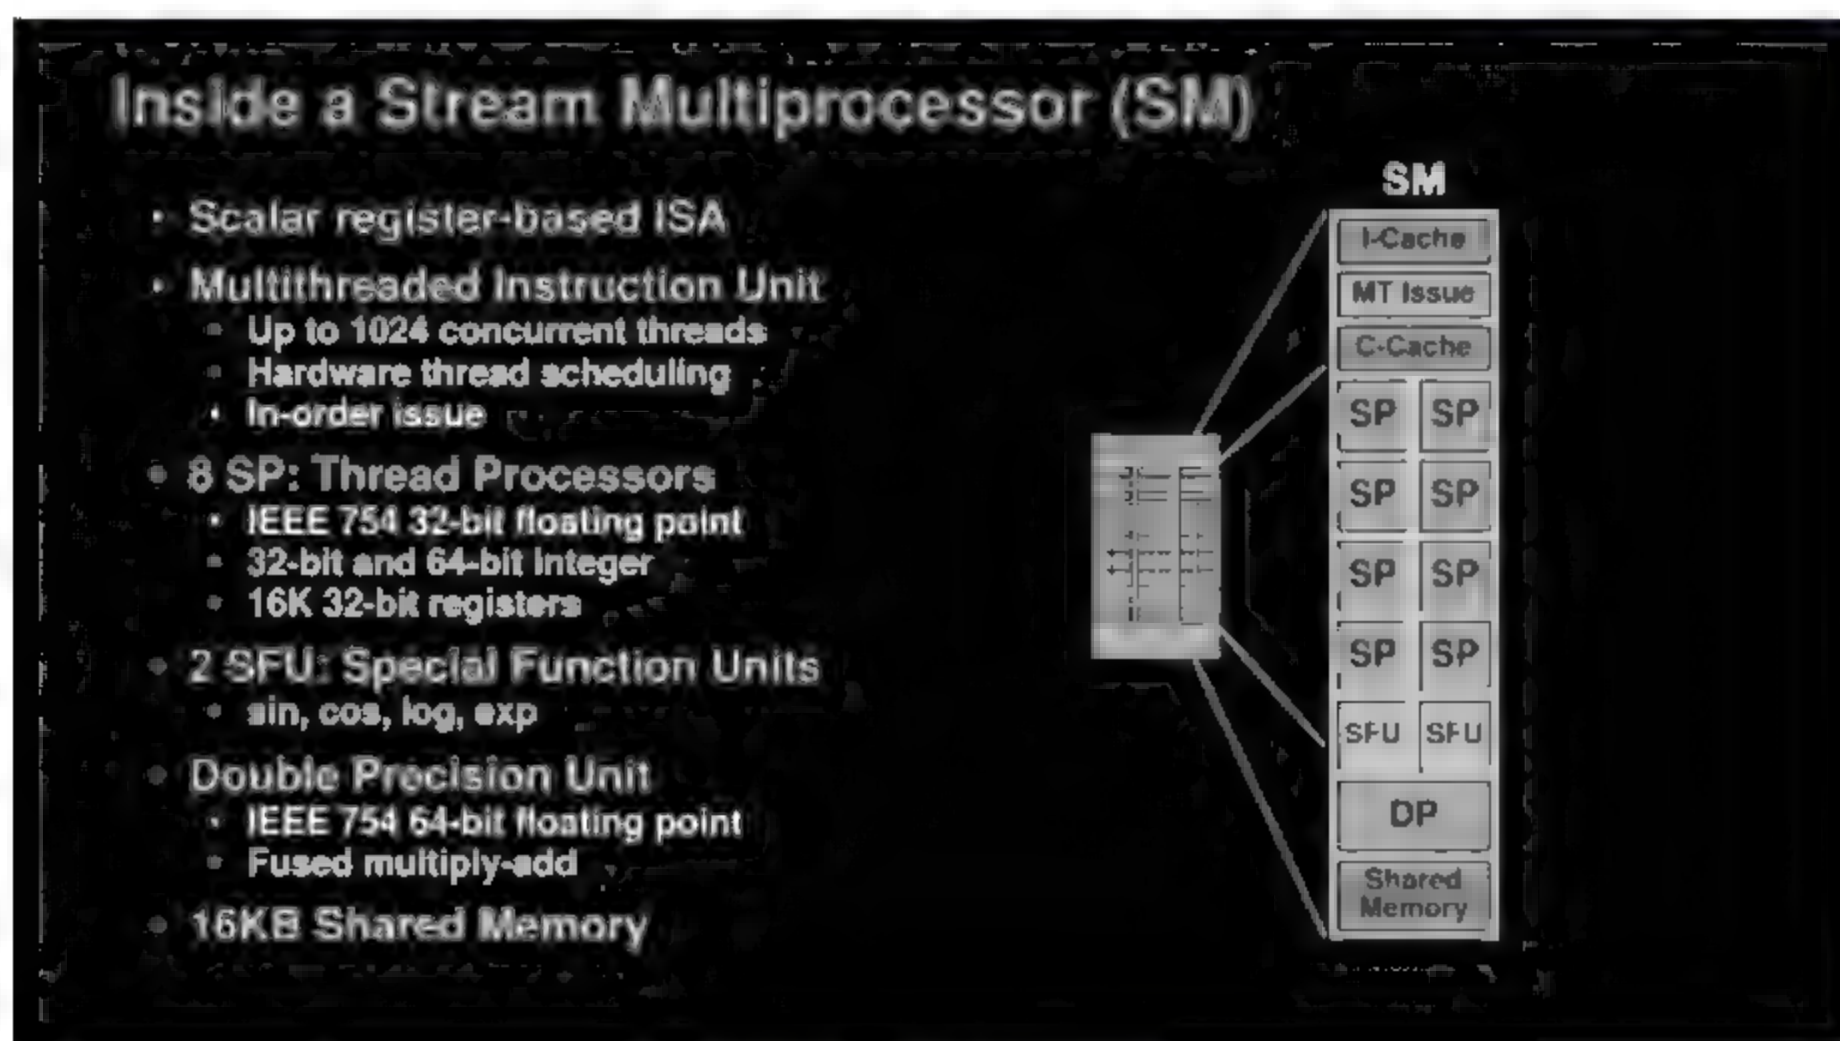 Inside a Stream Multiprocessor (SM)
• Scalar register-based ISA
• Multithreaded Instruction Unit
• Up to 1024 concurrent threads
• Hardware thread scheduling
• In-order issue
• 8 SP: Thread Processors
• IEEE 754 32-bit floating point
• 32-bit and 64-bit integer
• 16K 32-bit registers
• 2 SFU: Special Function Units
• sin, cos, log, exp
• Double Precision Unit
• IEEE 754 64-bit floating point
• Fused multiply-add
• 16KB Shared Memory
SM
I-Cache
MT Issue
C-Cache
SP SP
SP SP
SP SP
SP SP
SFU SFU
DP
Shared
Memory